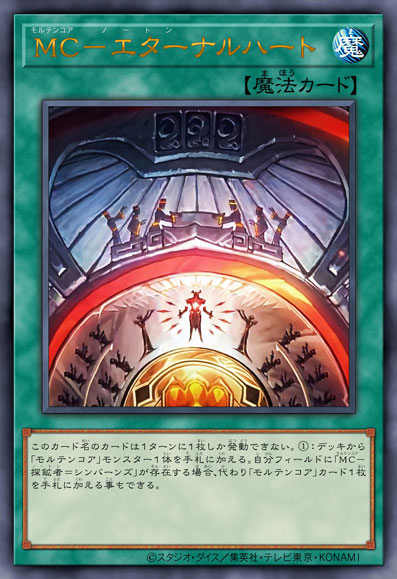 モルテンコア ノートン
MC－エターナルハート
魔
【魔法カード】
このカード名のカードは１ターンに１枚しか発動できない。①：デッキから
「モルテンコア」モンスター１体を手札に加える。自分フィールドに「MC－
探鉱者＝シンバーンズ」が存在する場合、代わり「モルテンコア」カード１枚
を手札に加える事もできる。
©スタジオ・ダイス／集英社・テレビ東京・KONAMI